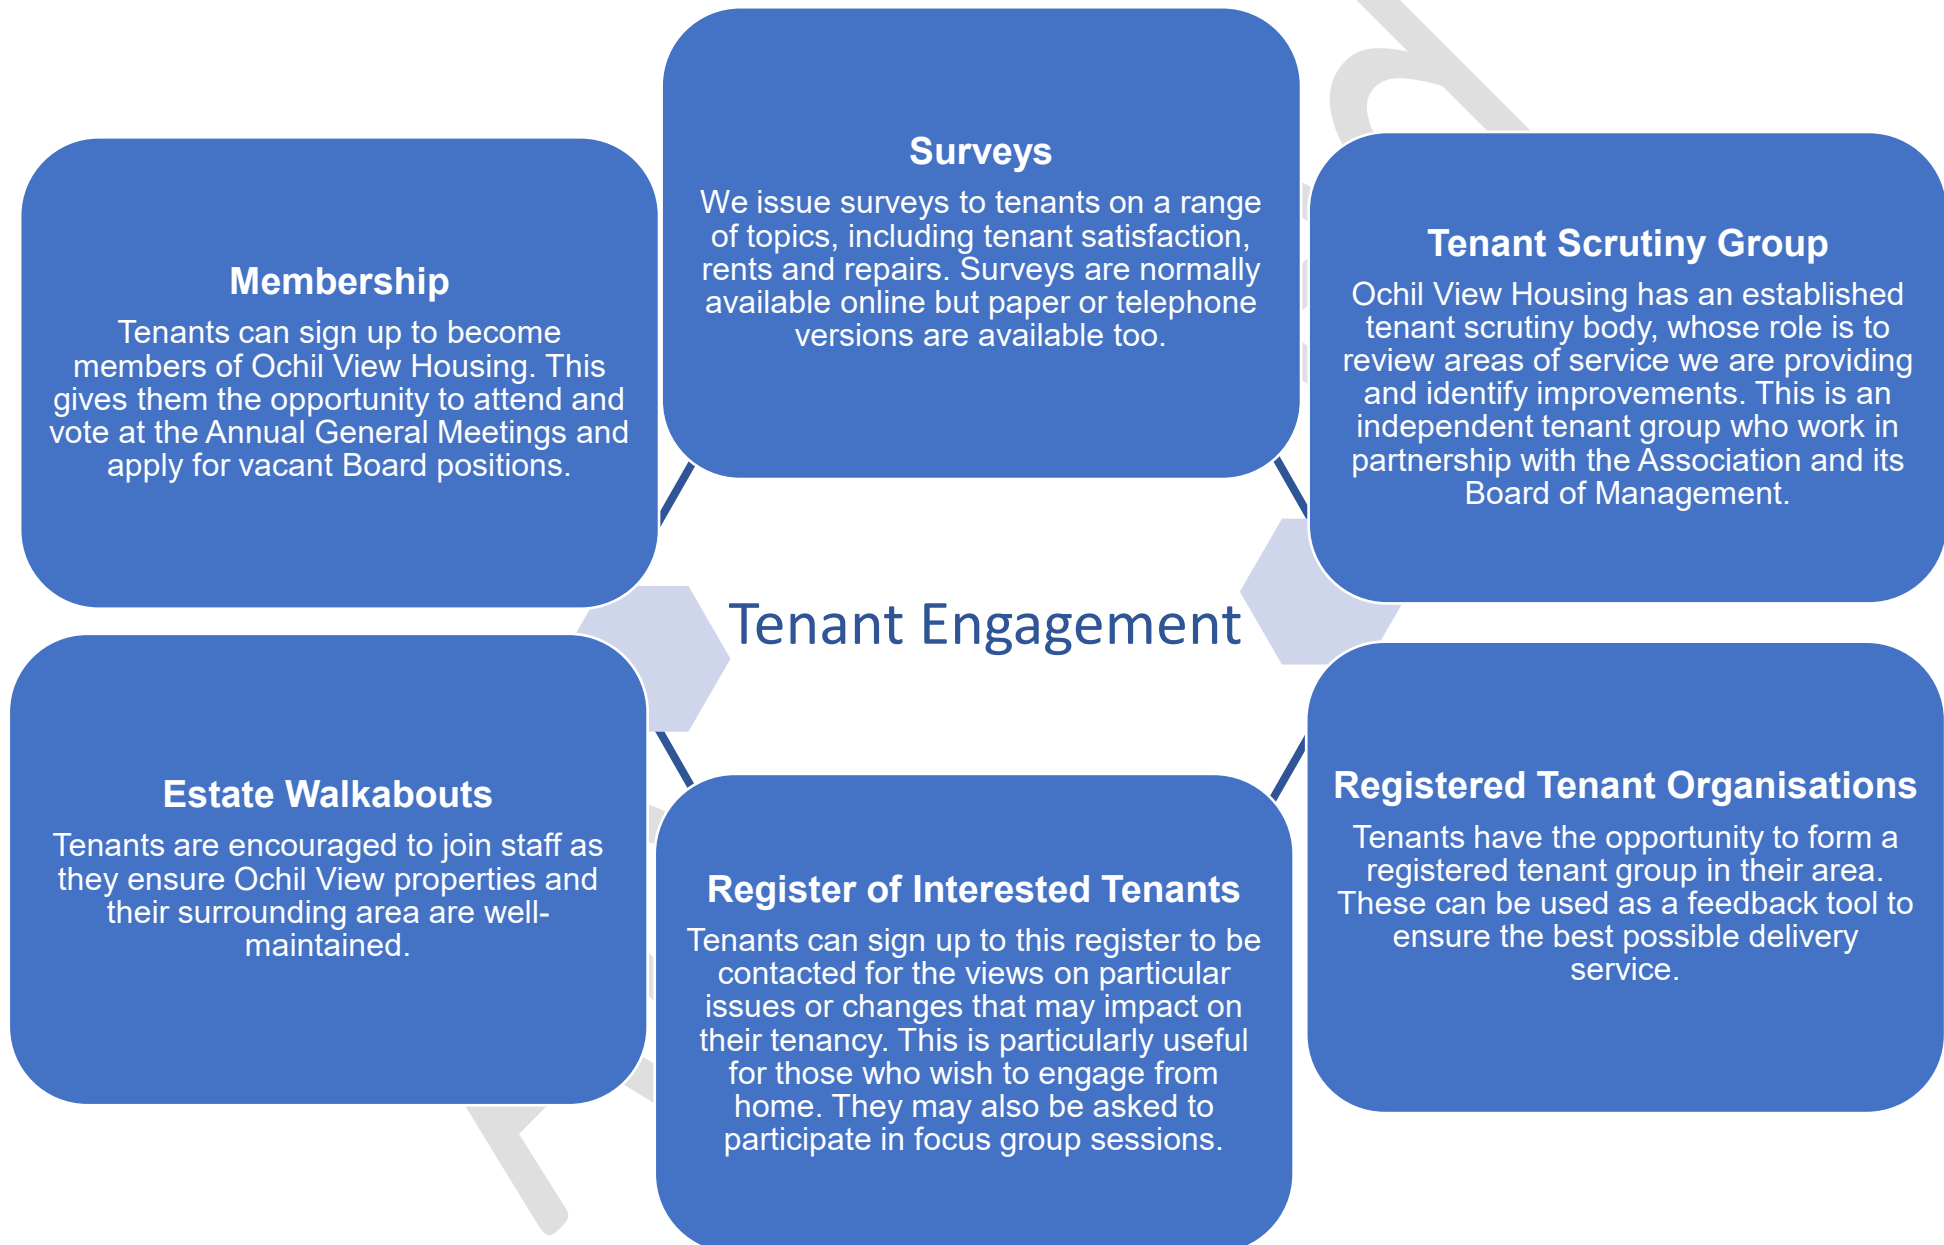 Surveys
We issue surveys to tenants on a range
of topics, including tenant satisfaction,
rents and repairs. Surveys are normally
available online but paper or telephone
versions are available too.
Membership
Tenants can sign up to become
members of Ochil View Housing. This
gives them the opportunity to attend and
vote at the Annual General Meetings and
apply for vacant Board positions.
Tenant Scrutiny Group
Ochil View Housing has an established
tenant scrutiny body, whose role is to
review areas of service we are providing
and identify improvements. This is an
independent tenant group who work in
partnership with the Association and its
Board of Management.
Tenant Engagement
Estate Walkabouts
Tenants are encouraged to join staff as
they ensure Ochil View properties and
their surrounding area are well-
maintained.
Register of Interested Tenants
Tenants can sign up to this register to be
contacted for the views on particular
issues or changes that may impact on
their tenancy. This is particularly useful
for those who wish to engage from
home. They may also be asked to
participate in focus group sessions.
Registered Tenant Organisations
Tenants have the opportunity to form a
registered tenant group in their area.
These can be used as a feedback tool to
ensure the best possible delivery
service.